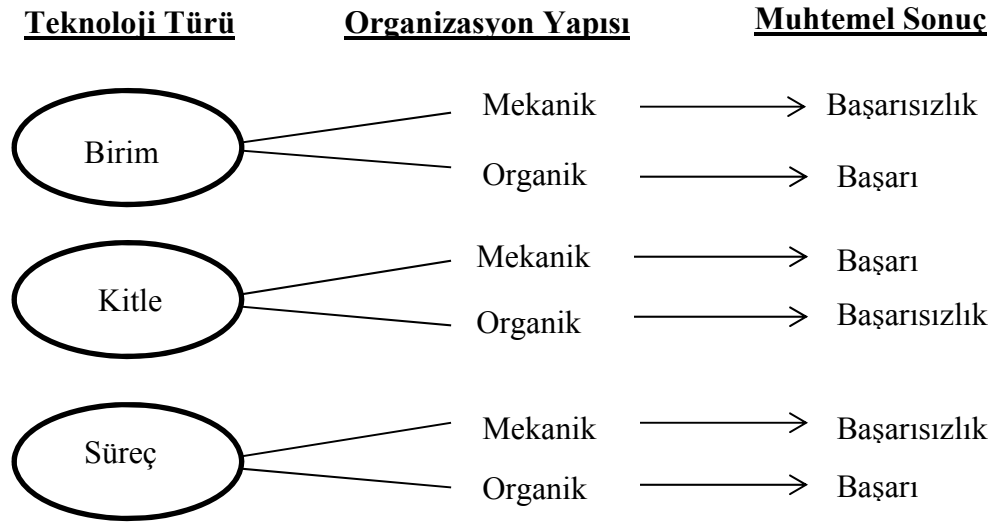 Teknoloji Türü Organizasyon Yapısı Muhtemel Sonuç
Birim
Mekanik Başarısızlık
Organik Başarı
Kitle
Mekanik Başarı
Organik Başarısızlık
Süreç
Mekanik Başarısızlık
Organik Başarı